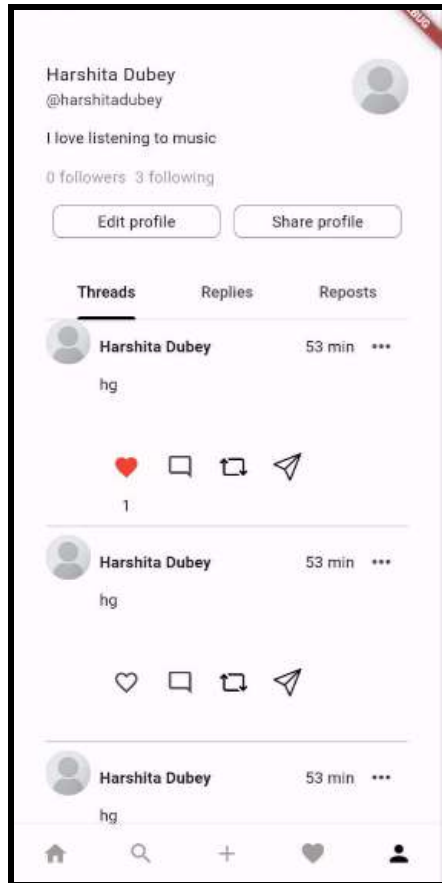 Harshita Dubey
@harshitadubey
I love listening to music
0 followers 3 following
Edit profile Share profile
Threads Replies Reposts
Harshita Dubey 53 min
hg
1
Harshita Dubey 53 min
hg
Harshita Dubey 53 min
hg